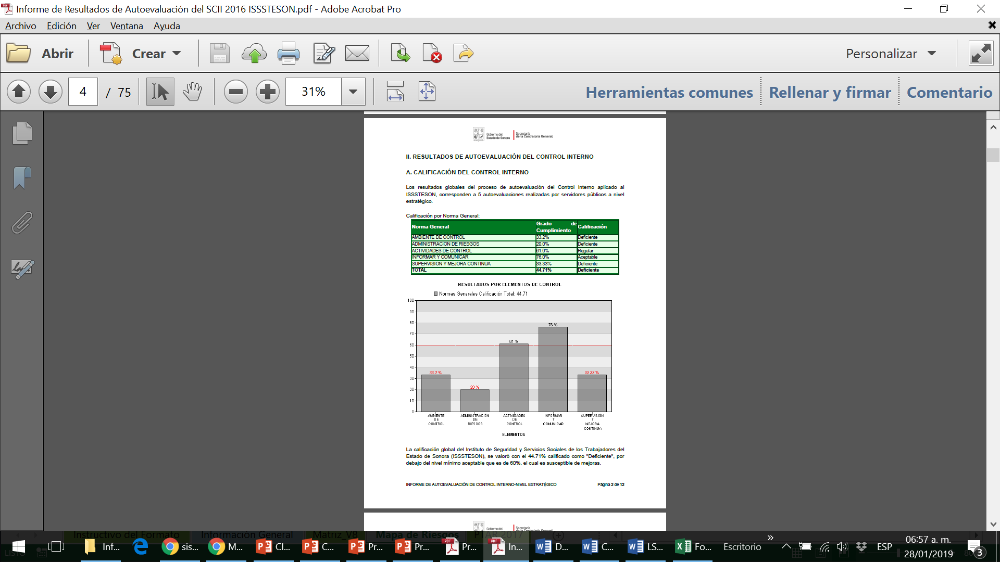 Informe de Resultados de Autoevaluación del SCII 2016 ISSSTESON.pdf - Adobe Acrobat Pro
Archivo Edición Ver Ventana Ayuda
Abrir Crear Personalizar
4 / 75 31% Herramientas comunes Rellenar y firmar Comentario
Gobierno del Estado de Sonora
Secretaría de la Contraloría General
II. RESULTADOS DE AUTOEVALUACIÓN DEL CONTROL INTERNO
A. CALIFICACIÓN DEL CONTROL INTERNO
Los resultados globales del proceso de autoevaluación del Control Interno aplicado al
ISSSTESON, corresponden a 5 autoevaluaciones realizadas por servidores públicos a nivel
estratégico.
Calificación por Norma General:
Norma General Grado de Cumplimiento Calificación
AMBIENTE DE CONTROL 33.2% Deficiente
ADMINISTRACION DE RIESGOS 20.0% Deficiente
ACTIVIDADES DE CONTROL 61.0% Regular
INFORMAR Y COMUNICAR 76.0% Aceptable
SUPERVISION Y MEJORA CONTINUA 33.33% Deficiente
TOTAL 44.71% Deficiente
RESULTADOS POR ELEMENTOS DE CONTROL
Normas Generales Calificación Total: 44.71
100
90
80
70
60
50
40
30
20
10
0
33.2 %
20 %
61 %
76 %
33.33 %
AMBIENTE DE CONTROL
ADMINISTRACIÓN DE RIESGOS
ACTIVIDADES DE CONTROL
INFORMAR Y COMUNICAR
SUPERVISIÓN Y MEJORA CONTINUA
ELEMENTOS
La calificación global del Instituto de Seguridad y Servicios Sociales de los Trabajadores del
Estado de Sonora (ISSSTESON), se valoró con el 44.71% calificado como "Deficiente", por
debajo del nivel mínimo aceptable que es de 60%, el cual es susceptible de mejoras.
INFORME DE AUTOEVALUACIÓN DE CONTROL INTERNO-NIVEL ESTRATÉGICO Página 2 de 12
Gobierno del
Secretaría de la Contraloría General
Instructivo del Formato Información General Matriz_V8 Mapa de Riesgos PTAR 2017
Inf... sis... M... CI... C... Pr... Pr... Pr... In... D... C... LS... Fo... Escritorio ESP
06:57 a. m.
28/01/2019
3